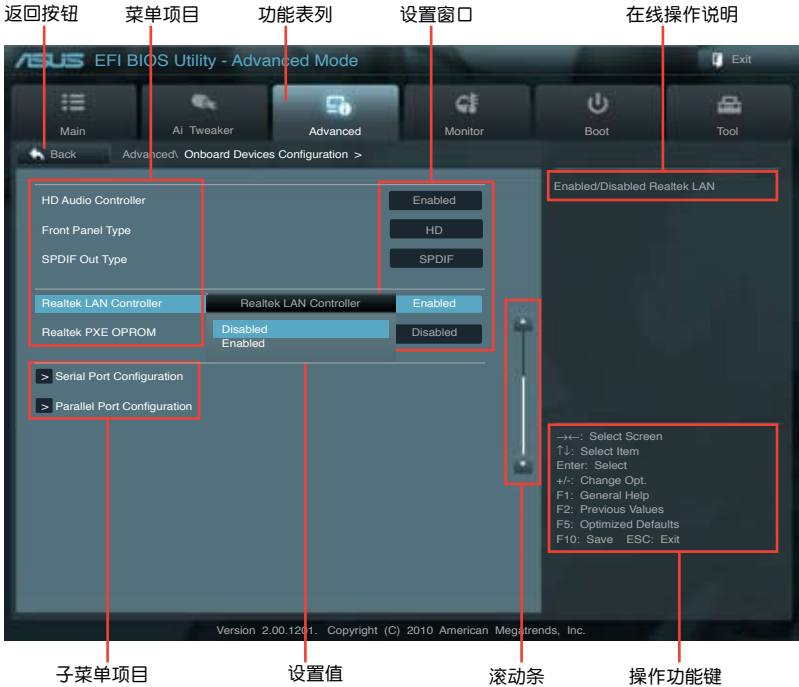 返回按钮 菜单项目 功能表列 设置窗口 在线操作说明
ASUS EFI BIOS Utility - Advanced Mode Exit
Main Ai Tweaker Advanced Monitor Boot Tool
Back Advanced\ Onboard Devices Configuration >
Enabled/Disabled Realtek LAN
HD Audio Controller Enabled
Front Panel Type HD
SPDIF Out Type SPDIF
Realtek LAN Controller Realtek LAN Controller Enabled
Realtek PXE OPROM Disabled Disabled
Enabled
> Serial Port Configuration
> Parallel Port Configuration
→←: Select Screen
↑↓: Select Item
Enter: Select
+/-: Change Opt.
F1: General Help
F2: Previous Values
F5: Optimized Defaults
F10: Save ESC: Exit
Version 2.00.1201. Copyright (C) 2010 American Megatrends, Inc.
子菜单项目 设置值 滚动条 操作功能键